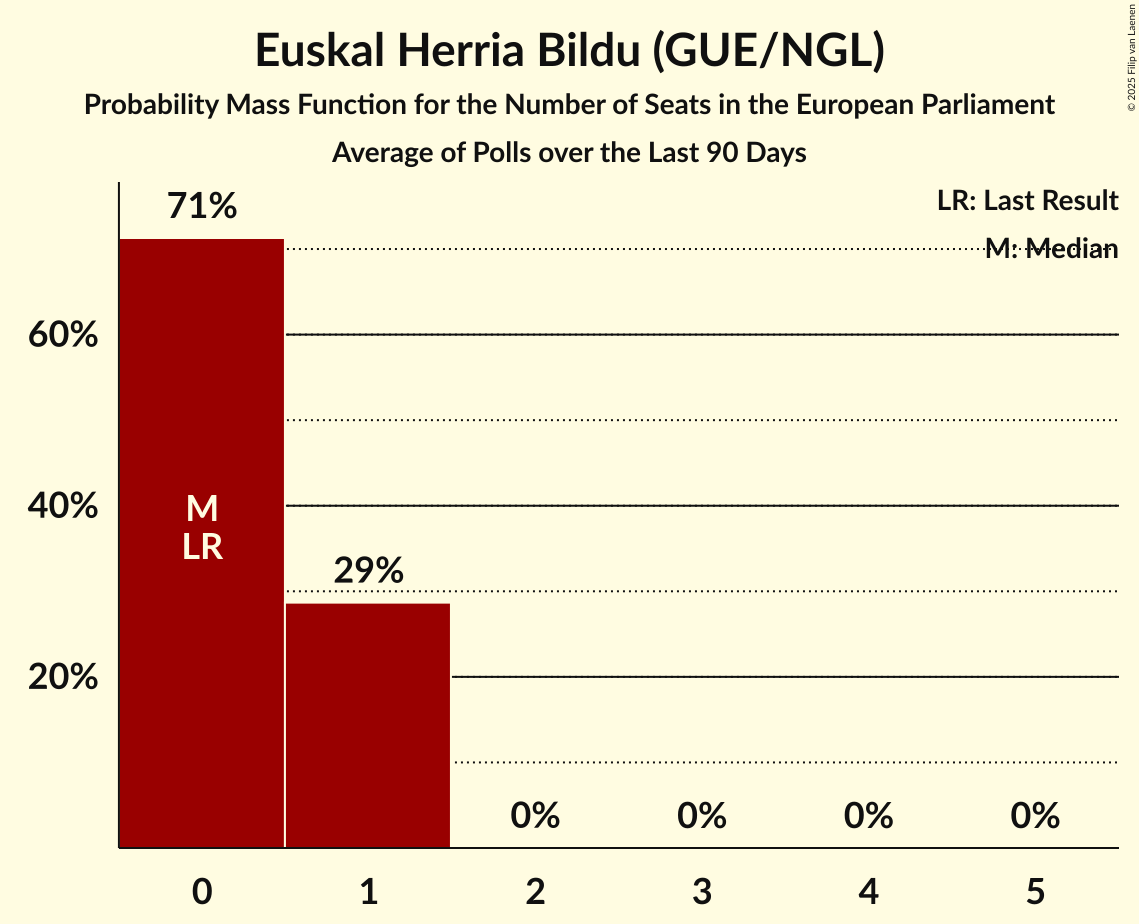 Euskal Herria Bildu (GUE/NGL)
Probability Mass Function for the Number of Seats in the European Parliament
Average of Polls over the Last 90 Days
© 2025 Filip van Laenen
LR: Last Result
M: Median
71%
60%
40%
20%
M
LR
29%
0%
0%
0%
0%
0
1
2
3
4
5